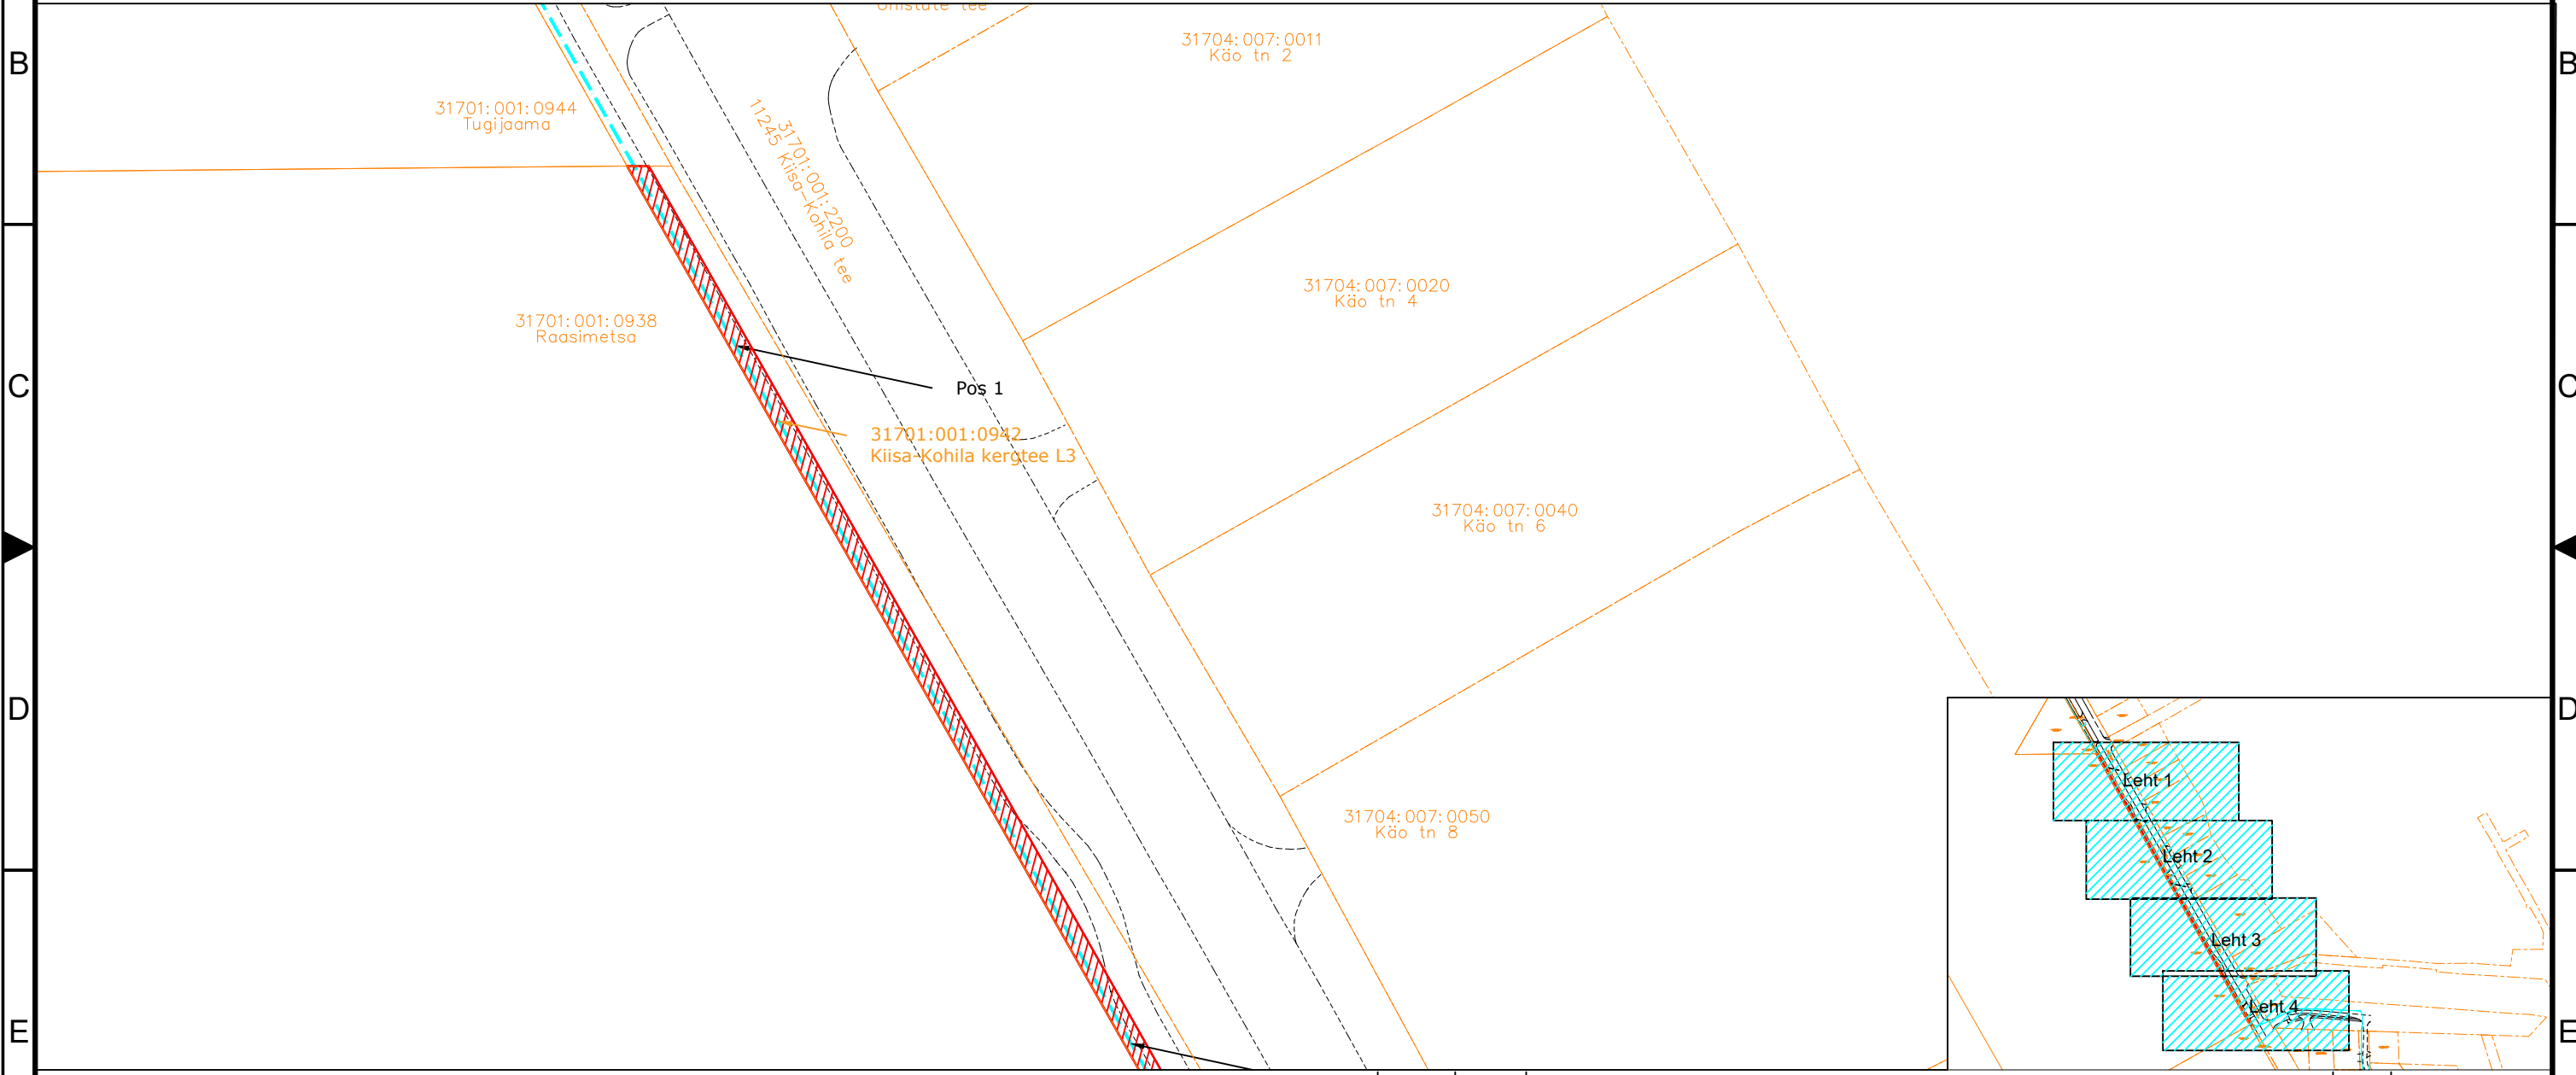 Ühistute tee
B
B
31704:007:0011
Käo tn 2
31701:001:0944
Tugijaama
31701:001:2200
11245 Kiisa-Kohila tee
31704:007:0020
Käo tn 4
31701:001:0938
Raasimetsa
C
C
Pos 1
31701:001:0942
Kiisa-Kohila kergtee L3
31704:007:0040
Käo tn 6
D
D
31704:007:0050
Käo tn 8
Leht 1
Leht 2
Leht 3
Leht 4
E
E